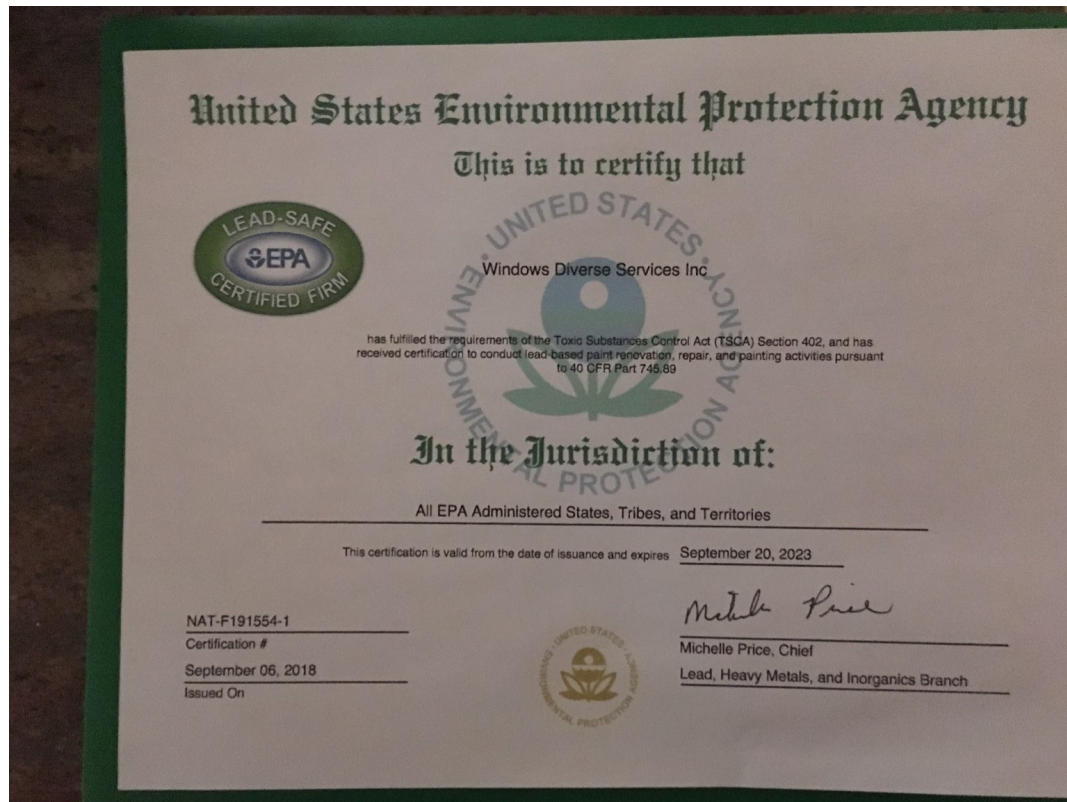 United States Environmental Protection Agency
This is to certify that
LEAD-SAFE
EPA
CERTIFIED FIRM
UNITED STATES
ENVIRONMENTAL PROTECTION AGENCY
Windows Diverse Services Inc
has fulfilled the requirements of the Toxic Substances Control Act (TSCA) Section 402, and has
received certification to conduct lead-based paint renovation, repair, and painting activities pursuant
to 40 CFR Part 745.89
In the Jurisdiction of:
All EPA Administered States, Tribes, and Territories
This certification is valid from the date of issuance and expires September 20, 2023
NAT-F191554-1
Certification #
September 06, 2018
Issued On
UNITED STATES
ENVIRONMENTAL PROTECTION AGENCY
Michelle Price, Chief
Lead, Heavy Metals, and Inorganics Branch